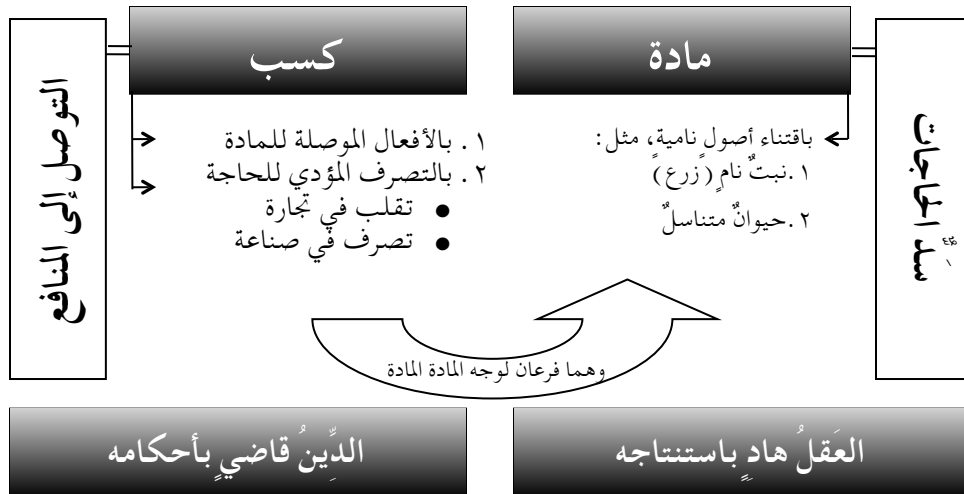 سَدُّ الحاجات
مادة
باقتناء أصولٍ ناميةٍ، مثل:
١.نبتٌ نامٍ (زرع)
٢.حيوانٌ متناسلٌ
كسب
١. بالأفعال الموصلة للمادة
٢. بالتصرف المؤدي للحاجة
● تقلب في تجارة
● تصرف في صناعة
التوصل إلى المنافع
وهما فرعان لوجه المادة المادة
العَقلُ هادٍ باستنتاجه
الدِّينُ قاضيٍ بأحكامه